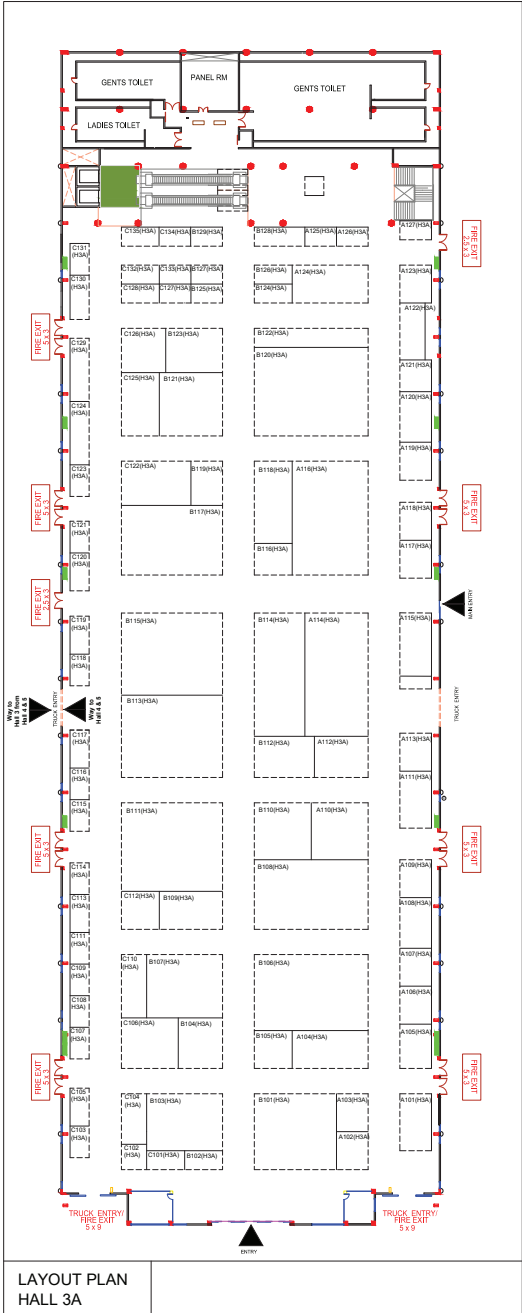 GENTS TOILET
PANEL RM
GENTS TOILET
LADIES TOILET
C135(H3A) C134(H3A) B129(H3A)
B128(H3A) A125(H3A) A126(H3A)
A127(H3A)
FIRE EXIT
2.5 x 3
C131
(H3A)
C130
(H3A)
C132(H3A) C133(H3A) B127(H3A)
C128(H3A) C127(H3A) B125(H3A)
B126(H3A)
A124(H3A)
B124(H3A)
A123(H3A)
A122(H3A)
FIRE EXIT
5 x 3
C129
(H3A)
C126(H3A)
B123(H3A)
B122(H3A)
B120(H3A)
C125(H3A)
B121(H3A)
A121(H3A)
A120(H3A)
C124
(H3A)
A119(H3A)
C123
(H3A)
C122(H3A)
B119(H3A)
B118(H3A)
A116(H3A)
FIRE EXIT
5 x 3
FIRE EXIT
5 x 3
B117(H3A)
A118(H3A)
C121
(H3A)
C120
(H3A)
B116(H3A)
A117(H3A)
FIRE EXIT
2.5 x 3
MAIN ENTRY
C119
(H3A)
B115(H3A)
B114(H3A)
A114(H3A)
A115(H3A)
C118
(H3A)
B113(H3A)
Way to
Hall 3 from
Hall 4 & 5
TRUCK ENTRY
Way to
Hall 4 & 5
TRUCK ENTRY
C117
(H3A)
B112(H3A)
A112(H3A)
A113(H3A)
C116
(H3A)
A111(H3A)
C115
(H3A)
B111(H3A)
B110(H3A)
A110(H3A)
FIRE EXIT
5 x 3
FIRE EXIT
5 x 3
C114
(H3A)
B108(H3A)
A109(H3A)
C113
(H3A)
C112(H3A)
B109(H3A)
A108(H3A)
C111
(H3A)
C110
(H3A)
B107(H3A)
B106(H3A)
A107(H3A)
C109
(H3A)
A106(H3A)
C108
(H3A)
C106(H3A)
B104(H3A)
C107
(H3A)
B105(H3A)
A104(H3A)
A105(H3A)
FIRE EXIT
5 x 3
FIRE EXIT
5 x 3
C105
(H3A)
C104
(H3A)
B103(H3A)
B101(H3A)
A103(H3A)
A101(H3A)
C103
(H3A)
A102(H3A)
C102
(H3A)
C101(H3A)
B102(H3A)
TRUCK ENTRY/
FIRE EXIT
5 x 9
TRUCK ENTRY/
FIRE EXIT
5 x 9
ENTRY
LAYOUT PLAN
HALL 3A